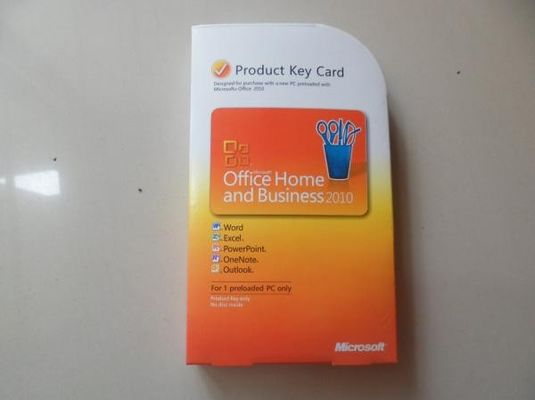 Product Key Card
Designed for purchase with a new PC preloaded with
Microsoft® Office 2010
Microsoft®
Office Home
and Business 2010
Word
Excel®
PowerPoint®
OneNote®
Outlook®
For 1 preloaded PC only
Product Key only
No disc inside
Microsoft®